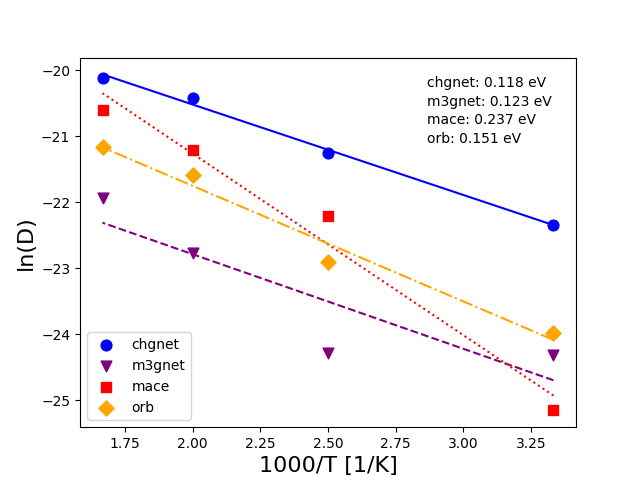 chgnet: 0.118 eV
m3gnet: 0.123 eV
mace: 0.237 eV
orb: 0.151 eV
−20
−21
−22
−23
−24
−25
ln(D)
chgnet
m3gnet
mace
orb
1.75 2.00 2.25 2.50 2.75 3.00 3.25
1000/T [1/K]